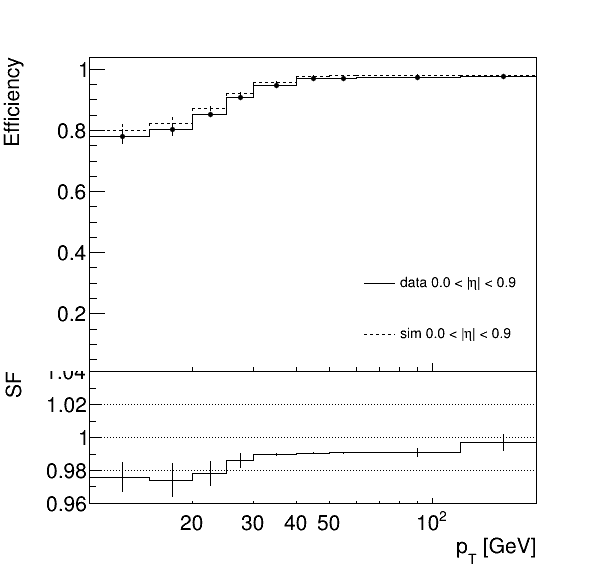 Efficiency
1
0.8
0.6
0.4
0.2
data 0.0 < |η| < 0.9
sim 0.0 < |η| < 0.9
SF
1.04
1.02
1
0.98
0.96
20 30 40 50 10²
p_T [GeV]